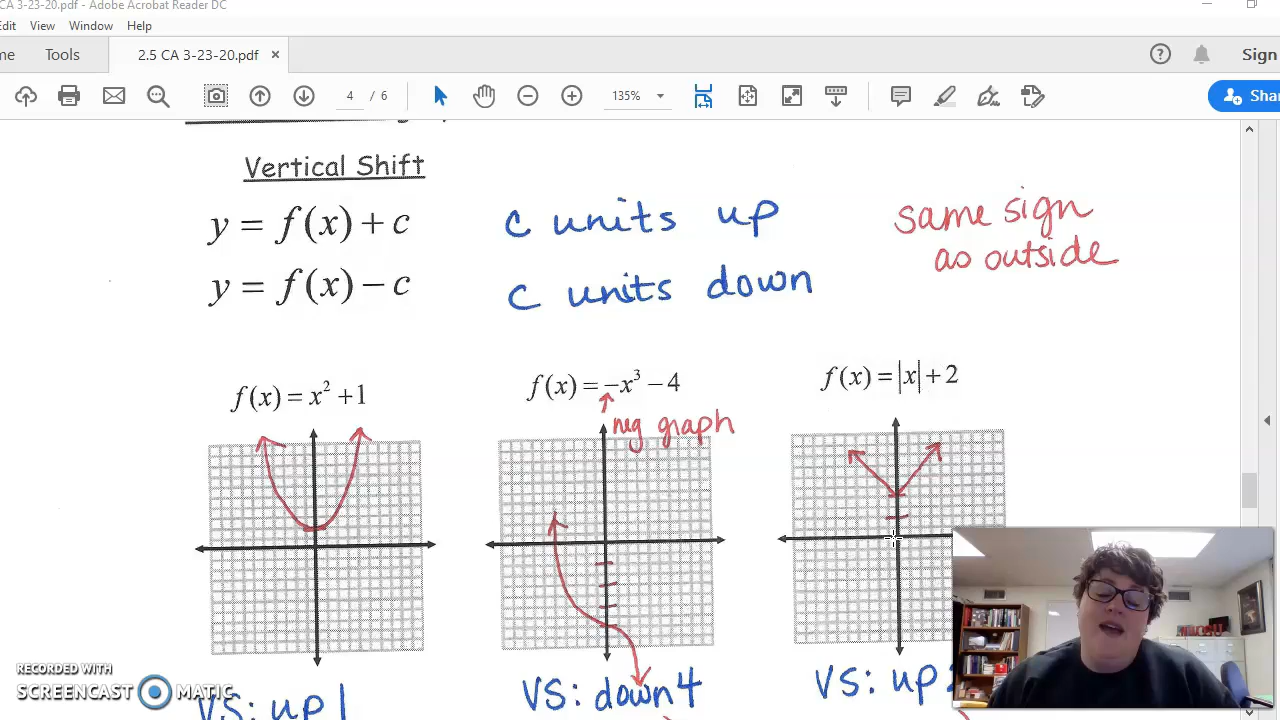 CA 3-23-20.pdf - Adobe Acrobat Reader DC
Edit View Window Help
Tools 2.5 CA 3-23-20.pdf × Sign
4 / 6 135% Shar
Vertical Shift
y = f(x) + c c units up same sign
as outside
y = f(x) − c c units down
f(x) = x² + 1 f(x) = −x³ − 4 f(x) = |x| + 2
neg graph
VS: up 1 VS: down 4 VS: up 2
RECORDED WITH
SCREENCAST MATIC